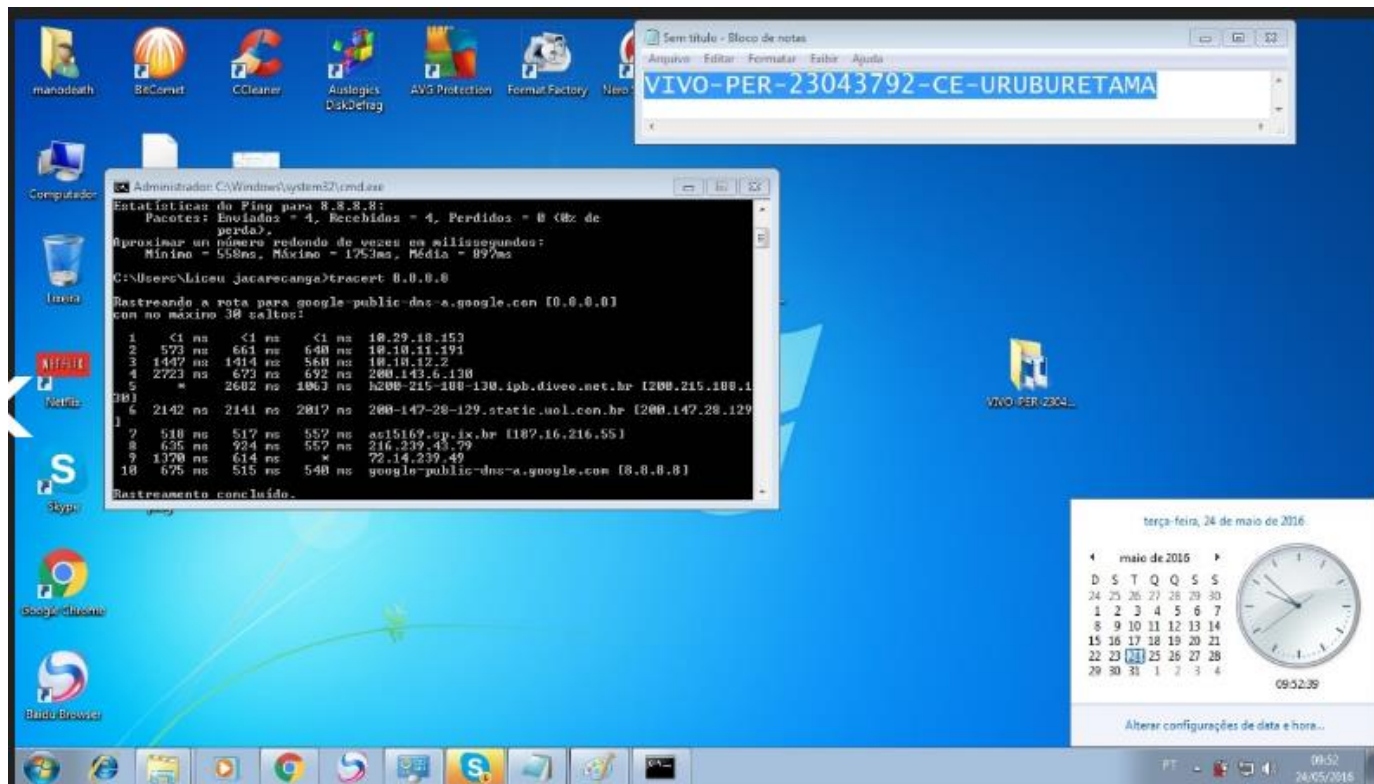 manodeath
BitComet
CCleaner
Auslogics
DiskDefrag
AVG Protection
Format Factory
Nero
Sem título - Bloco de notas
Arquivo Editar Formatar Exibir Ajuda
VIVO-PER-23043792-CE-URUBURETAMA
Computador
Lixeira
NETFLIX
Netflix
Skype
Google Chrome
Baidu Browser
Administrador: C:\Windows\system32\cmd.exe
Estatísticas do Ping para 8.8.8.8:
Pacotes: Enviados = 4, Recebidos = 4, Perdidos = 0 (0% de
perda),
Aproximar um número redondo de vezes em milissegundos:
Mínimo = 558ms, Máximo = 1753ms, Média = 897ms
C:\Users\Liceu jacarecanga>tracert 8.8.8.8
Rastreando a rota para google-public-dns-a.google.com [8.8.8.8]
com no máximo 30 saltos:
1 <1 ms <1 ms <1 ms 10.29.18.153
2 573 ms 661 ms 640 ms 10.10.11.191
3 1447 ms 1414 ms 560 ms 10.10.12.2
4 2723 ms 673 ms 692 ms 200.143.6.130
5 * 2682 ms 1063 ms h200-215-188-130.ipb.diveo.net.br [200.215.188.1
30]
6 2142 ms 2141 ms 2017 ms 200-147-28-129.static.uol.com.br [200.147.28.129
]
7 518 ms 517 ms 557 ms as15169.sp.ix.br [187.16.216.55]
8 635 ms 924 ms 557 ms 216.239.43.79
9 1370 ms 614 ms * 72.14.239.49
10 675 ms 515 ms 540 ms google-public-dns-a.google.com [8.8.8.8]
Rastreamento concluído.
VIVO-PER-2304...
terça-feira, 24 de maio de 2016
maio de 2016
D S T Q Q S S
24 25 26 27 28 29 30
1 2 3 4 5 6 7
8 9 10 11 12 13 14
15 16 17 18 19 20 21
22 23 24 25 26 27 28
29 30 31 1 2 3 4
09:52:39
Alterar configurações de data e hora...
PT
09:52
24/05/2016